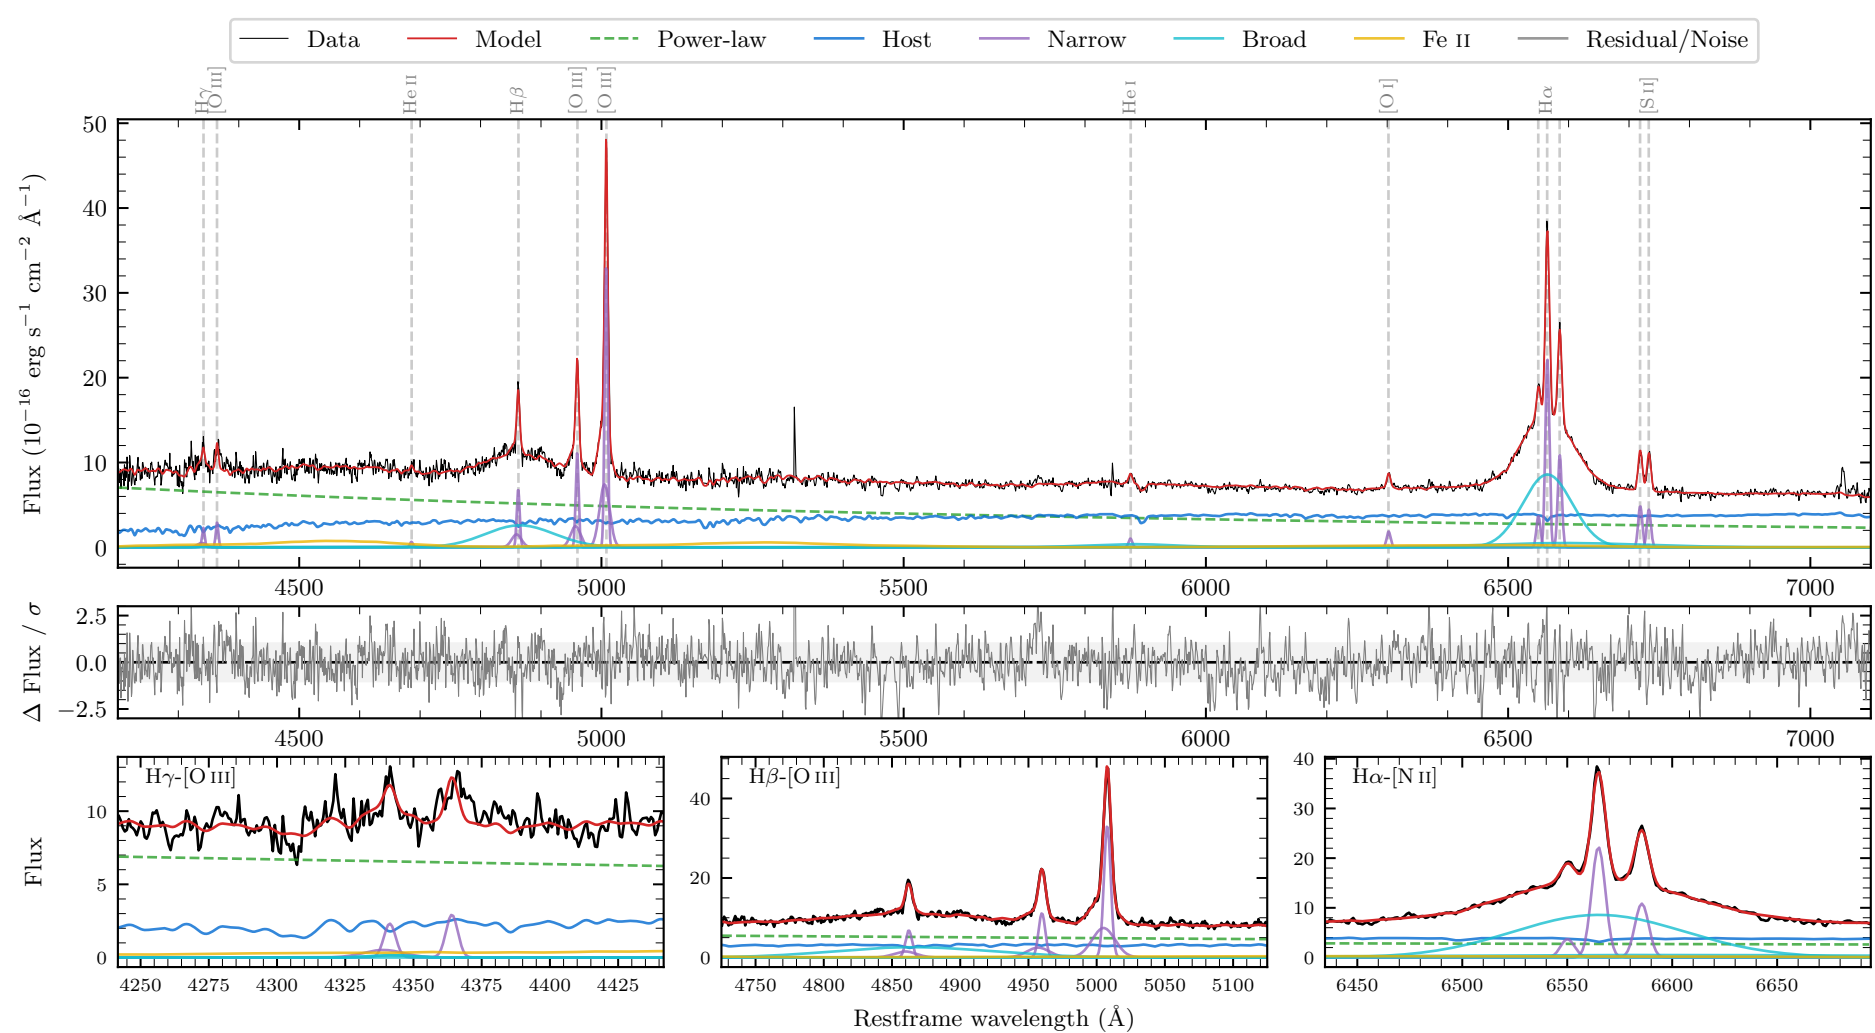 Data Model Power-law Host Narrow Broad Fe II Residual/Noise
Hγ [O III] He II Hβ [O III] [O III] He I [O I] Hα [S II]
Flux (10⁻¹⁶ erg s⁻¹ cm⁻² Å⁻¹)
50
40
30
20
10
0
4500 5000 5500 6000 6500 7000
Δ Flux / σ
2.5
0.0
−2.5
4500 5000 5500 6000 6500 7000
Flux
Hγ-[O III]
10
5
0
4250 4275 4300 4325 4350 4375 4400 4425
Hβ-[O III]
40
20
0
4750 4800 4850 4900 4950 5000 5050 5100
Hα-[N II]
40
30
20
10
0
6450 6500 6550 6600 6650
Restframe wavelength (Å)